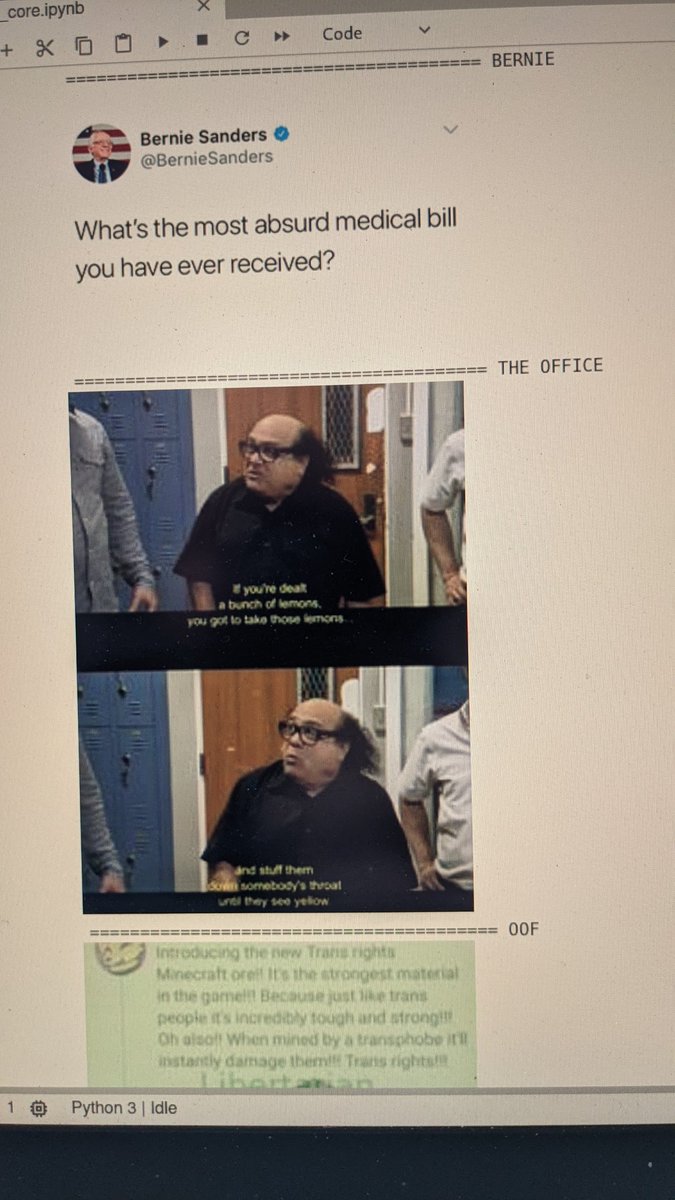 _core.ipynb
Code
====================================== BERNIE
Bernie Sanders
@BernieSanders
What's the most absurd medical bill
you have ever received?
====================================== THE OFFICE
if you're dealt
a bunch of lemons,
you got to take those lemons...
and stuff them
down somebody's throat
until they see yellow
====================================== OOF
Introducing the new Trans rights
Minecraft ore!! It's the strongest material
in the game!!! Because just like trans
people it's incredibly tough and strong!!!
Oh also!! When mined by a transphobe it'll
instantly damage them!!! Trans rights!!!
Libertarian
1 Python 3 | Idle